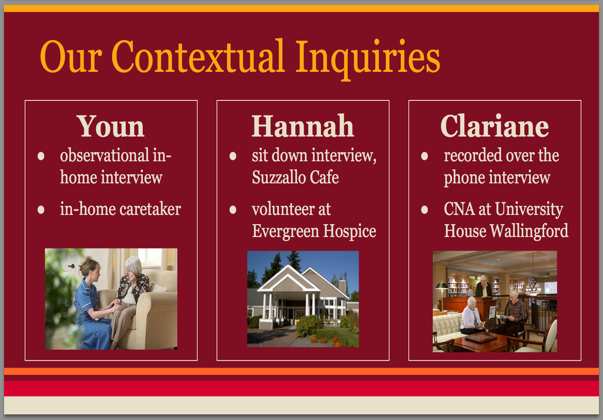 Our Contextual Inquiries
Youn
• observational in-
home interview
• in-home caretaker
Hannah
• sit down interview,
Suzzallo Cafe
• volunteer at
Evergreen Hospice
Clariane
• recorded over the
phone interview
• CNA at University
House Wallingford